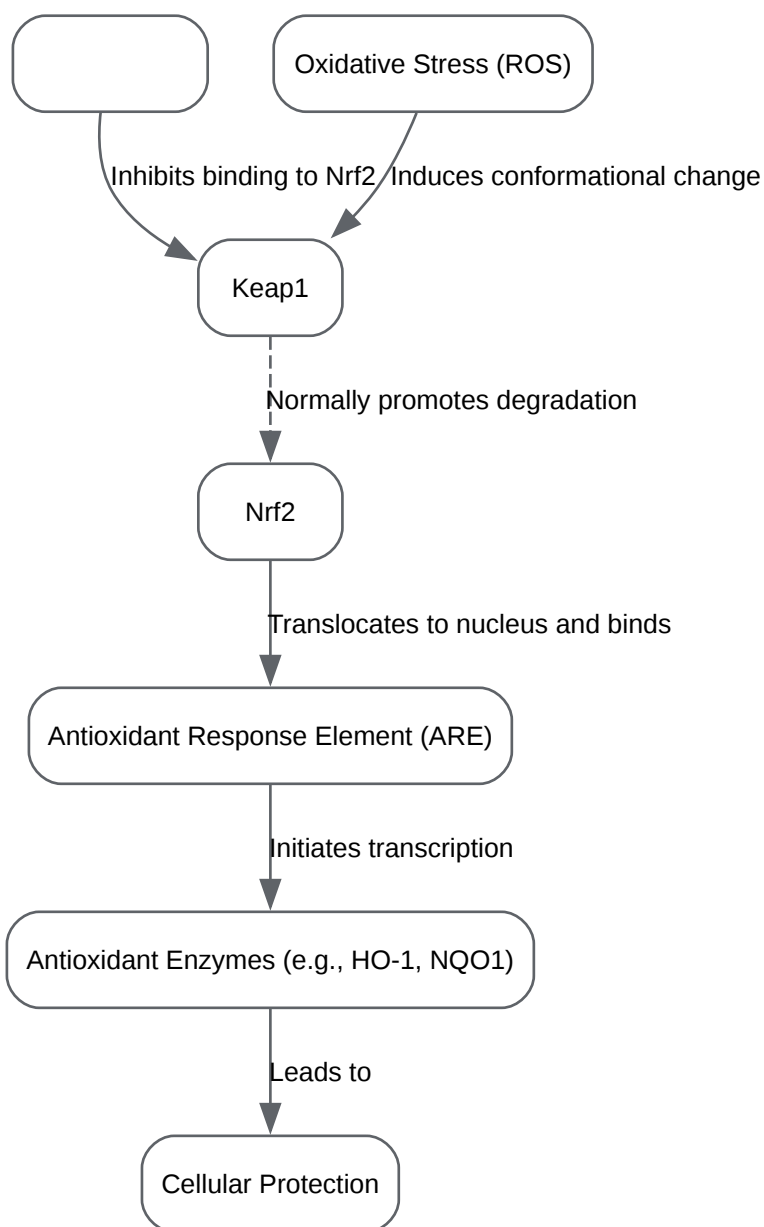 Oxidative Stress (ROS)
Inhibits binding to Nrf2
Induces conformational change
Keap1
Normally promotes degradation
Nrf2
Translocates to nucleus and binds
Antioxidant Response Element (ARE)
Initiates transcription
Antioxidant Enzymes (e.g., HO-1, NQO1)
Leads to
Cellular Protection